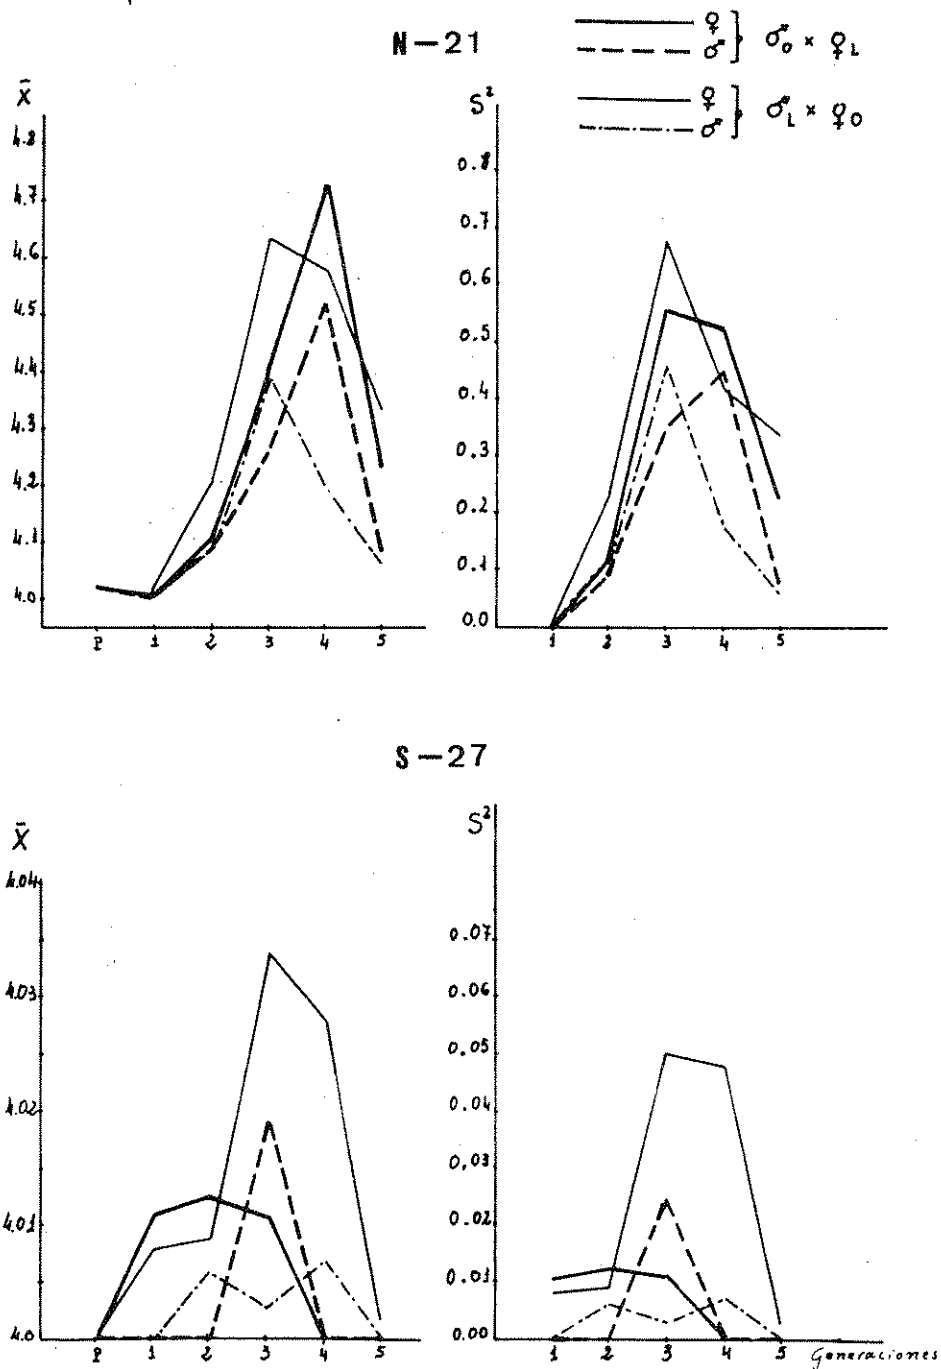 N-21
♀
♂ } ♂o × ♀L
♀
♂ } ♂L × ♀o
X̄
4.8
4.7
4.6
4.5
4.4
4.3
4.2
4.1
4.0
P 1 2 3 4 5
S²
0.8
0.7
0.6
0.5
0.4
0.3
0.2
0.1
0.0
1 2 3 4 5
S-27
X̄
4.04
4.03
4.02
4.01
4.0
P 1 2 3 4 5
S²
0.07
0.06
0.05
0.04
0.03
0.02
0.01
0.00
1 2 3 4 5 Generaciones